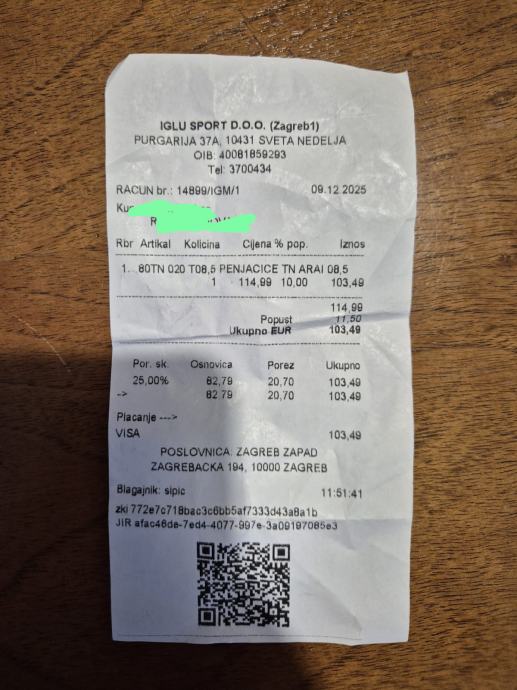 IGLU SPORT D.O.O. (Zagreb1)
PURGARIJA 37A, 10431 SVETA NEDELJA
OIB: 40081859293
Tel: 3700434
RACUN br.: 14899/IGM/1 09.12.2025
Rbr Artikal Kolicina Cijena % pop. Iznos
1. 80TN 020 T08,5 PENJACICE TN ARAI 08,5
1 114,99 10,00 103,49
114,99
Popust 11,50
Ukupno EUR 103,49
Por. sk. Osnovica Porez Ukupno
25,00% 82,79 20,70 103,49
-> 82,79 20,70 103,49
Placanje --->
VISA 103,49
POSLOVNICA: ZAGREB ZAPAD
ZAGREBACKA 194, 10000 ZAGREB
Blagajnik: sipic 11:51:41
zki 772e7c718bac3c6bb5af7333d43a8a1b
JIR afac46de-7ed4-4077-997e-3a09197085e3